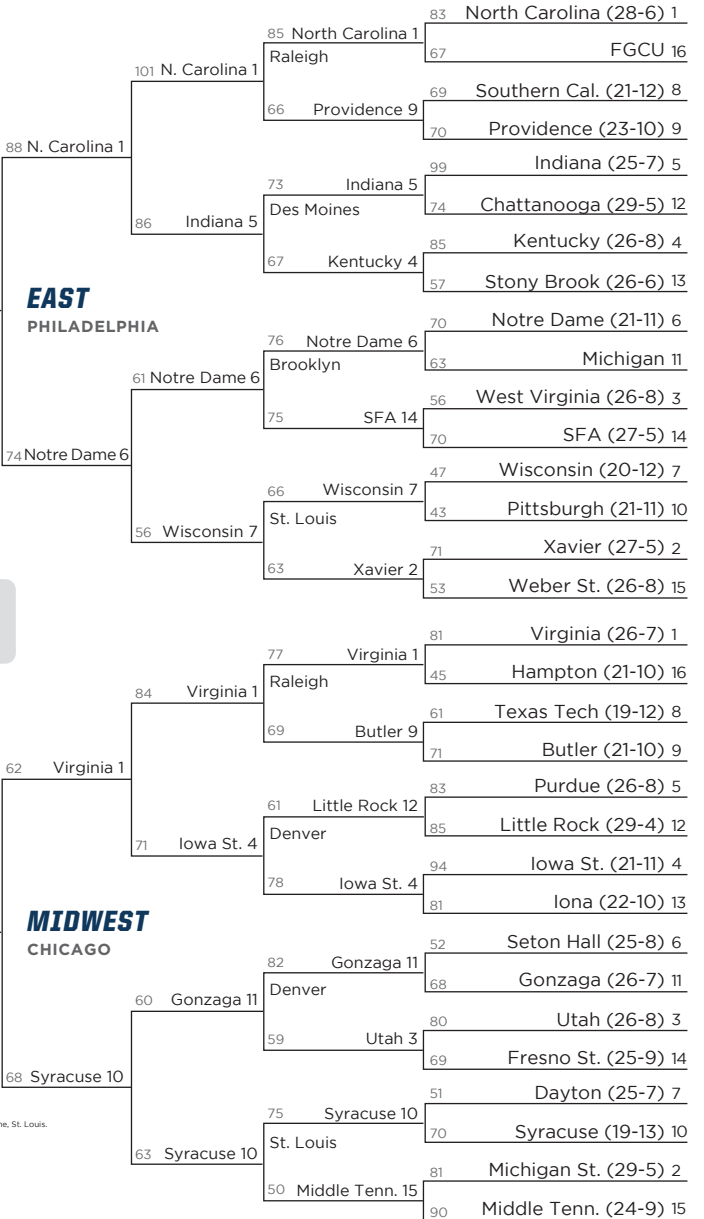 83 North Carolina (28-6) 1
85 North Carolina 1
Raleigh
67 FGCU 16
101 N. Carolina 1
69 Southern Cal. (21-12) 8
66 Providence 9
70 Providence (23-10) 9
88 N. Carolina 1
99 Indiana (25-7) 5
73 Indiana 5
Des Moines
74 Chattanooga (29-5) 12
86 Indiana 5
85 Kentucky (26-8) 4
67 Kentucky 4
57 Stony Brook (26-6) 13
EAST
PHILADELPHIA
70 Notre Dame (21-11) 6
76 Notre Dame 6
Brooklyn
63 Michigan 11
61 Notre Dame 6
56 West Virginia (26-8) 3
75 SFA 14
70 SFA (27-5) 14
74 Notre Dame 6
47 Wisconsin (20-12) 7
66 Wisconsin 7
St. Louis
43 Pittsburgh (21-11) 10
56 Wisconsin 7
71 Xavier (27-5) 2
63 Xavier 2
53 Weber St. (26-8) 15
81 Virginia (26-7) 1
77 Virginia 1
Raleigh
45 Hampton (21-10) 16
84 Virginia 1
61 Texas Tech (19-12) 8
69 Butler 9
71 Butler (21-10) 9
62 Virginia 1
83 Purdue (26-8) 5
61 Little Rock 12
Denver
85 Little Rock (29-4) 12
71 Iowa St. 4
94 Iowa St. (21-11) 4
78 Iowa St. 4
81 Iona (22-10) 13
MIDWEST
CHICAGO
52 Seton Hall (25-8) 6
82 Gonzaga 11
Denver
68 Gonzaga (26-7) 11
60 Gonzaga 11
80 Utah (26-8) 3
59 Utah 3
69 Fresno St. (25-9) 14
68 Syracuse 10
51 Dayton (25-7) 7
75 Syracuse 10
St. Louis
70 Syracuse (19-13) 10
ne, St. Louis.
63 Syracuse 10
81 Michigan St. (29-5) 2
50 Middle Tenn. 15
90 Middle Tenn. (24-9) 15